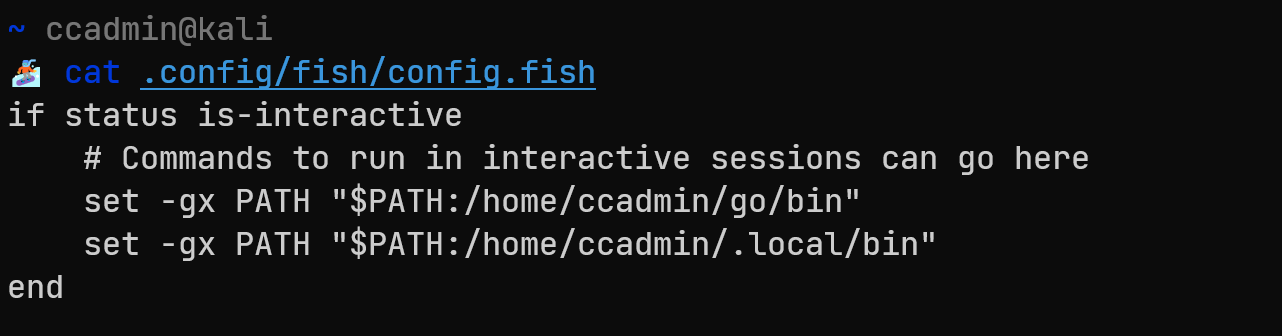 ~ ccadmin@kali
🏂 cat .config/fish/config.fish
if status is-interactive
    # Commands to run in interactive sessions can go here
    set -gx PATH "$PATH:/home/ccadmin/go/bin"
    set -gx PATH "$PATH:/home/ccadmin/.local/bin"
end